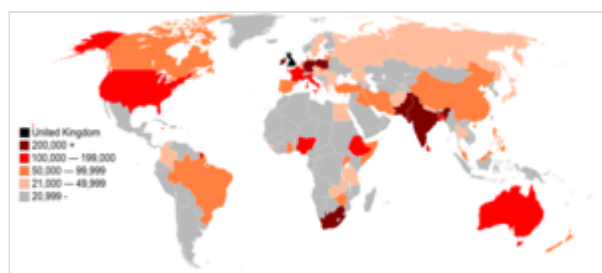 United Kingdom
200,000 +
100,000 — 199,000
50,000 — 99,999
21,000 — 49,999
20,999 -